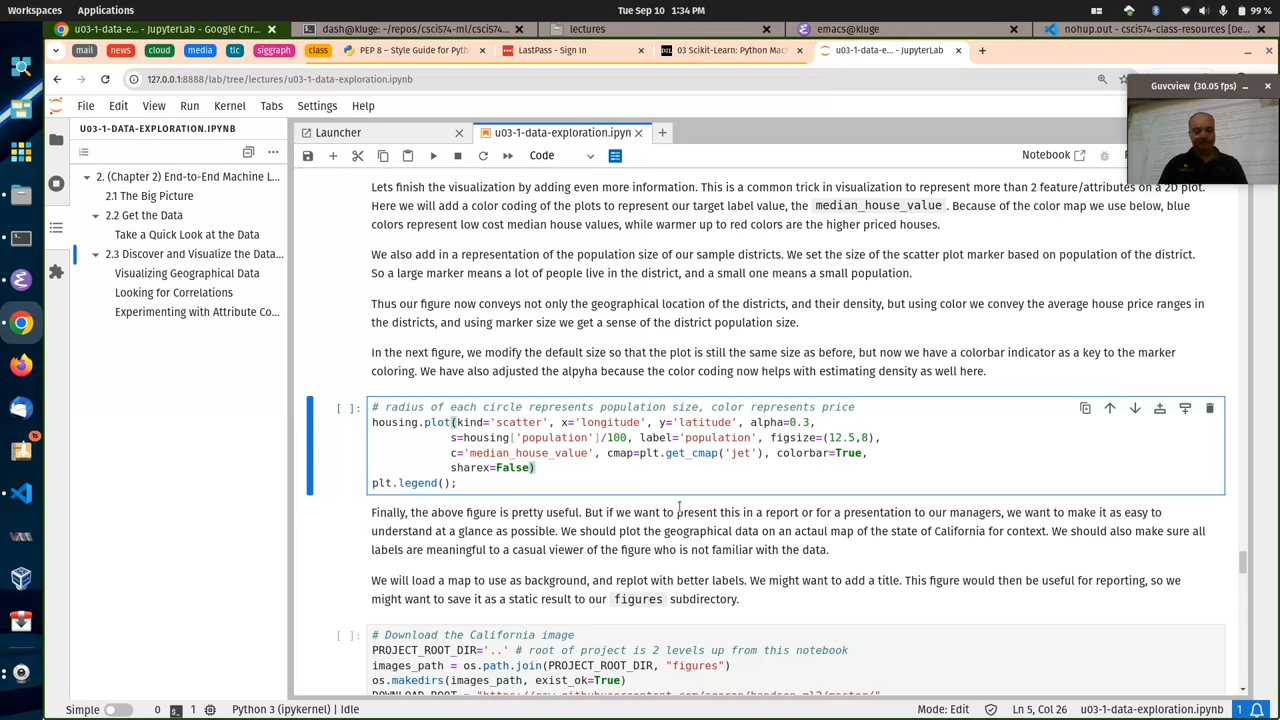 Windows Applications Tue Sep 10 1:34 PM 99 %
u03-1-data-e... - JupyterLab - Google Chr... dash@kluge: ~/repos/csci574-ml/csci574... lectures emacs@kluge nohup.out - csci574-class-resources [De...
mail news cloud media tlc siggraph class PEP 8 – Style Guide for Pyth LastPass - Sign In 03 Scikit-Learn: Python Ma u03-1-data-e... - JupyterLab
127.0.0.1:8888/lab/tree/lectures/u03-1-data-exploration.ipynb
Guvcview (30.05 fps)
File Edit View Run Kernel Tabs Settings Help
U03-1-DATA-EXPLORATION.IPYNB
Launcher u03-1-data-exploration.ipyn
Code Notebook
2. (Chapter 2) End-to-End Machine L...
2.1 The Big Picture
2.2 Get the Data
Take a Quick Look at the Data
2.3 Discover and Visualize the Data...
Visualizing Geographical Data
Looking for Correlations
Experimenting with Attribute Co...
Lets finish the visualization by adding even more information. This is a common trick in visualization to represent more than 2 feature/attributes on a 2D plot.
Here we will add a color coding of the plots to represent our target label value, the median_house_value. Because of the color map we use below, blue
colors represent low cost median house values, while warmer up to red colors are the higher priced houses.
We also add in a representation of the population size of our sample districts. We set the size of the scatter plot marker based on population of the district.
So a large marker means a lot of people live in the district, and a small one means a small population.
Thus our figure now conveys not only the geographical location of the districts, and their density, but using color we convey the average house price ranges in
the districts, and using marker size we get a sense of the district population size.
In the next figure, we modify the default size so that the plot is still the same size as before, but now we have a colorbar indicator as a key to the marker
coloring. We have also adjusted the alpyha because the color coding now helps with estimating density as well here.
[ ]: # radius of each circle represents population size, color represents price
housing.plot(kind='scatter', x='longitude', y='latitude', alpha=0.3,
s=housing['population']/100, label='population', figsize=(12.5,8),
c='median_house_value', cmap=plt.get_cmap('jet'), colorbar=True,
sharex=False)
plt.legend();
Finally, the above figure is pretty useful. But if we want to present this in a report or for a presentation to our managers, we want to make it as easy to
understand at a glance as possible. We should plot the geographical data on an actaul map of the state of California for context. We should also make sure all
labels are meaningful to a casual viewer of the figure who is not familiar with the data.
We will load a map to use as background, and replot with better labels. We might want to add a title. This figure would then be useful for reporting, so we
might want to save it as a static result to our figures subdirectory.
[ ]: # Download the California image
PROJECT_ROOT_DIR='..' # root of project is 2 levels up from this notebook
images_path = os.path.join(PROJECT_ROOT_DIR, "figures")
os.makedirs(images_path, exist_ok=True)
15
Simple 0 1 Python 3 (ipykernel) | Idle Mode: Edit Ln 5, Col 26 u03-1-data-exploration.ipynb 1